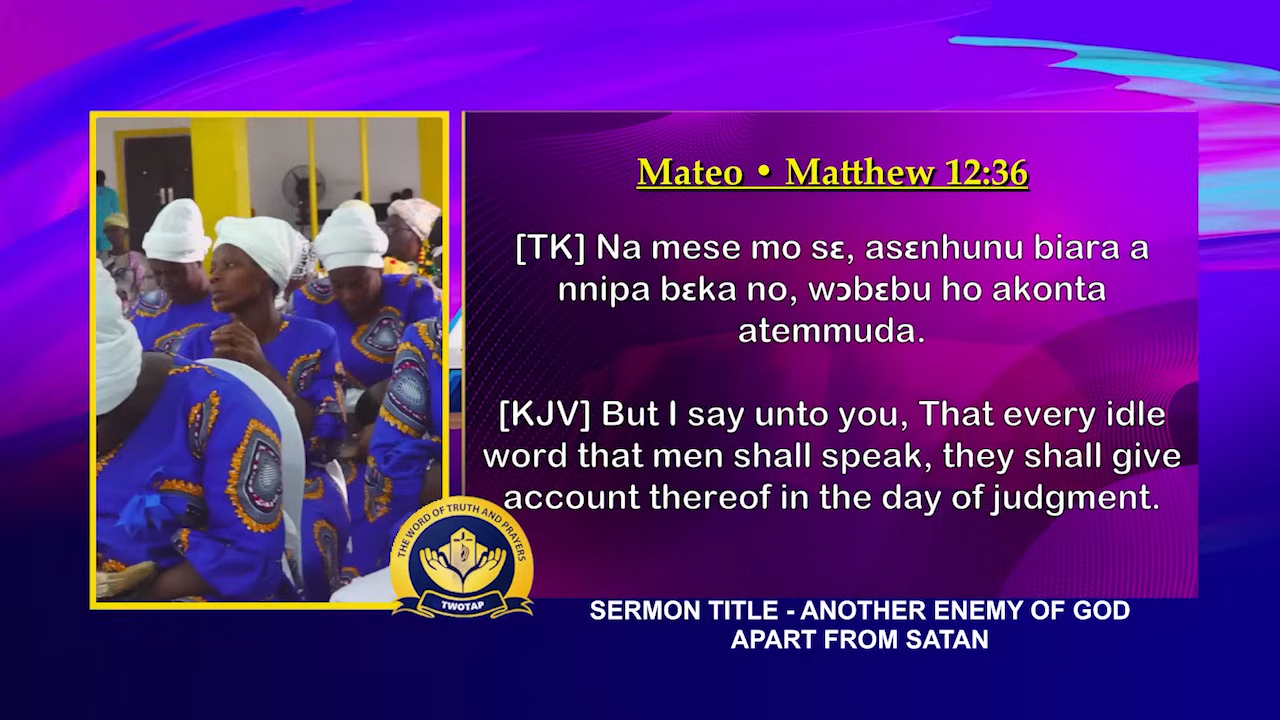 Mateo • Matthew 12:36
[TK] Na mese mo sɛ, asɛnhunu biara a
nnipa bɛka no, wɔbɛbu ho akonta
atemmuda.
[KJV] But I say unto you, That every idle
word that men shall speak, they shall give
account thereof in the day of judgment.
THE WORD OF TRUTH AND PRAYERS
TWOTAP
SERMON TITLE - ANOTHER ENEMY OF GOD
APART FROM SATAN